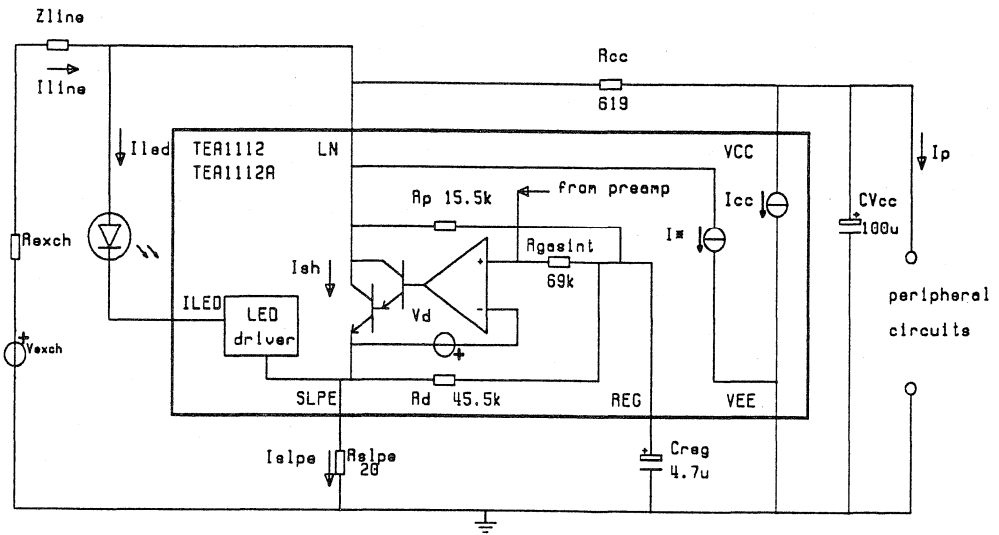 Zline
Iline
Rcc
619
Iled
TEA1112
TEA1112A
LN
VCC
Ip
from preamp
Rp 15.5k
Icc
CVcc
100u
I*
Rexch
Rgasint
69k
Ish
+
-
Vd
+
ILED
LED
driver
peripheral
circuits
+
Vexch
SLPE
Rd 45.5k
REG
VEE
Islpe
Rslpe
20
Creg
4.7u